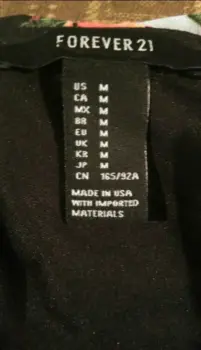 FOREVER 21
US M
CA M
MX M
BR M
EU M
UK M
KR M
JP M
CN 165/92A
MADE IN USA
WITH IMPORTED
MATERIALS